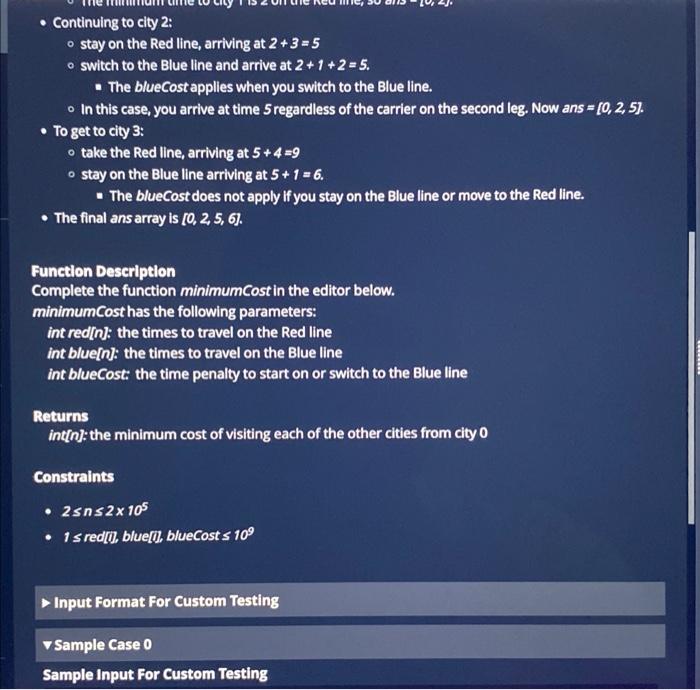 The minimum time to city 1 is 2 on the Red line, so ans = [0, 2].
• Continuing to city 2:
○ stay on the Red line, arriving at 2 + 3 = 5
○ switch to the Blue line and arrive at 2 + 1 + 2 = 5.
▪ The blueCost applies when you switch to the Blue line.
○ In this case, you arrive at time 5 regardless of the carrier on the second leg. Now ans = [0, 2, 5].
• To get to city 3:
○ take the Red line, arriving at 5 + 4 =9
○ stay on the Blue line arriving at 5 + 1 = 6.
▪ The blueCost does not apply if you stay on the Blue line or move to the Red line.
• The final ans array is [0, 2, 5, 6].
Function Description
Complete the function minimumCost in the editor below.
minimumCost has the following parameters:
int red[n]: the times to travel on the Red line
int blue[n]: the times to travel on the Blue line
int blueCost: the time penalty to start on or switch to the Blue line
Returns
int[n]: the minimum cost of visiting each of the other cities from city 0
Constraints
• 2 ≤ n ≤ 2 x 10⁵
• 1 ≤ red[i], blue[i], blueCost ≤ 10⁹
▶ Input Format For Custom Testing
▼ Sample Case 0
Sample Input For Custom Testing